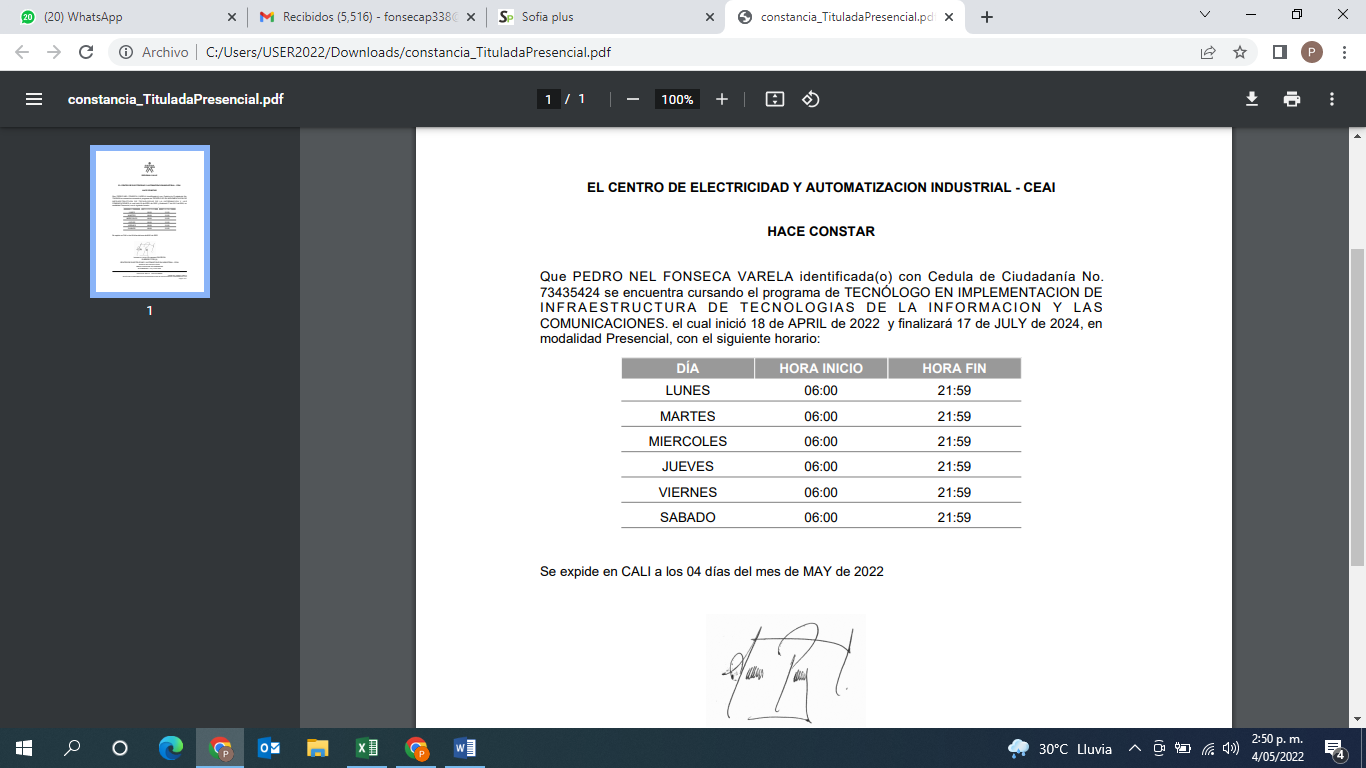 (20) WhatsApp
Recibidos (5,516) - fonsecap338@
Sofia plus
constancia_TituladaPresencial.pdf
Archivo
C:/Users/USER2022/Downloads/constancia_TituladaPresencial.pdf
P
constancia_TituladaPresencial.pdf
1 / 1
100%
1
EL CENTRO DE ELECTRICIDAD Y AUTOMATIZACION INDUSTRIAL - CEAI
HACE CONSTAR
Que PEDRO NEL FONSECA VARELA identificada(o) con Cedula de Ciudadanía No.
73435424 se encuentra cursando el programa de TECNÓLOGO EN IMPLEMENTACION DE
INFRAESTRUCTURA DE TECNOLOGIAS DE LA INFORMACION Y LAS
COMUNICACIONES. el cual inició 18 de APRIL de 2022 y finalizará 17 de JULY de 2024, en
modalidad Presencial, con el siguiente horario:
DÍA HORA INICIO HORA FIN
LUNES 06:00 21:59
MARTES 06:00 21:59
MIERCOLES 06:00 21:59
JUEVES 06:00 21:59
VIERNES 06:00 21:59
SABADO 06:00 21:59
Se expide en CALI a los 04 días del mes de MAY de 2022
30°C Lluvia
2:50 p. m.
4/05/2022
4